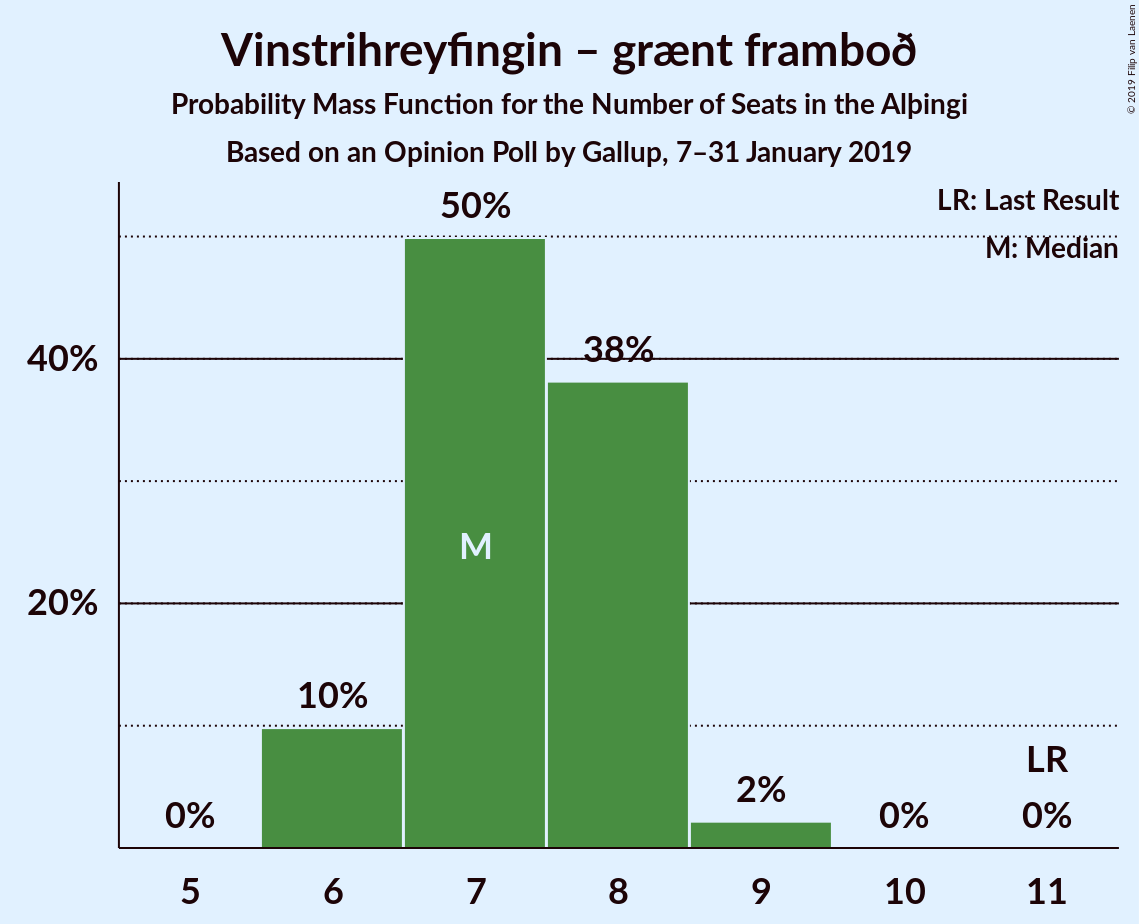 Vinstrihreyfingin – grænt framboð
Probability Mass Function for the Number of Seats in the Alþingi
Based on an Opinion Poll by Gallup, 7–31 January 2019
© 2019 Filip van Laenen
LR: Last Result
M: Median
50%
40%
38%
M
20%
10%
LR
0%
2%
0%
0%
5 6 7 8 9 10 11